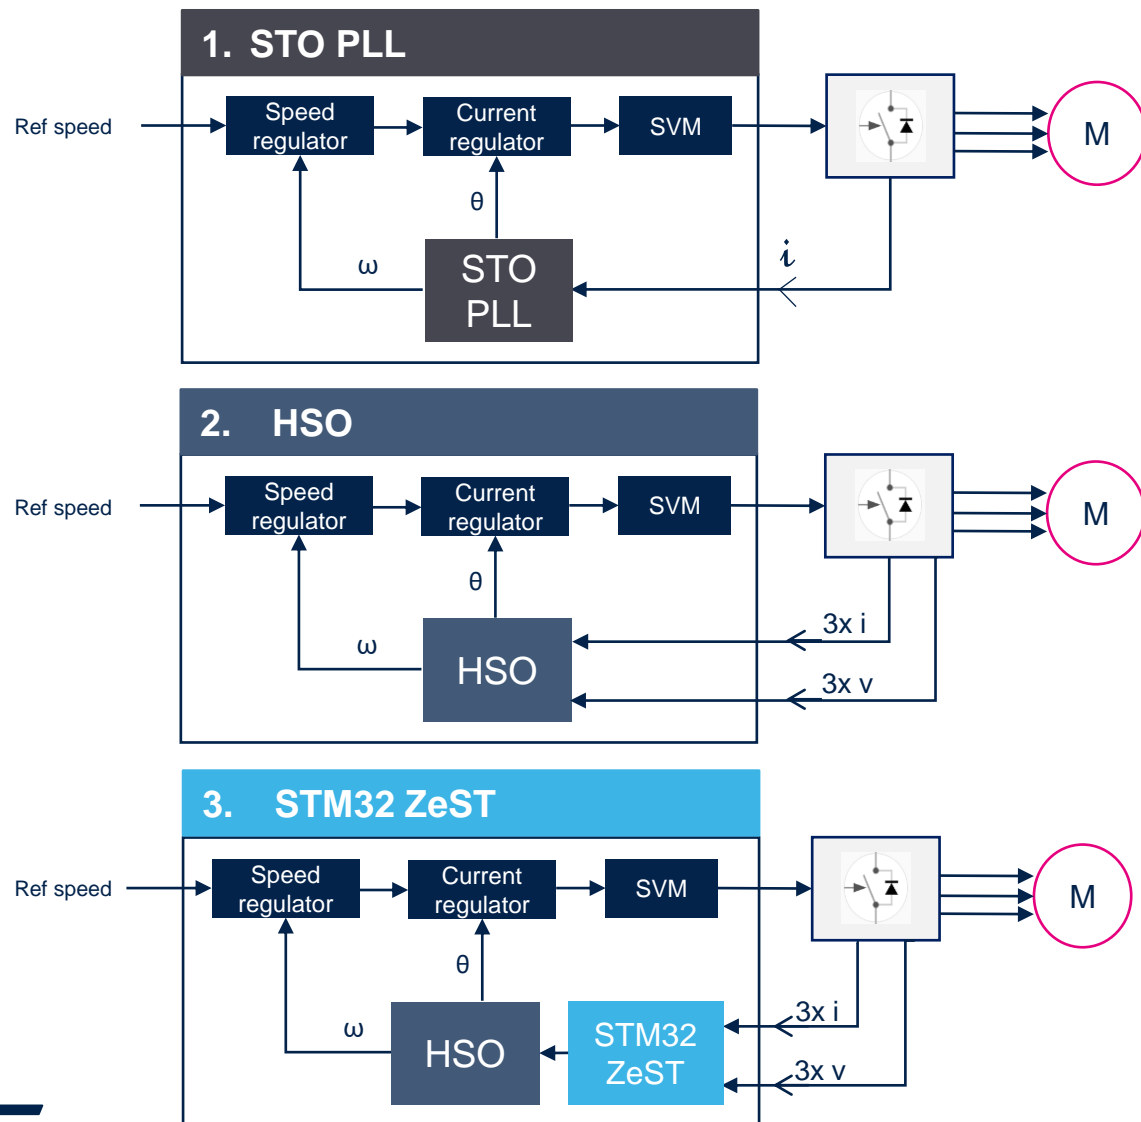 1. STO PLL
Ref speed
Speed
regulator
Current
regulator
SVM
M
θ
ω
STO
PLL
i
2. HSO
Ref speed
Speed
regulator
Current
regulator
SVM
M
θ
ω
HSO
3x i
3x v
3. STM32 ZeST
Ref speed
Speed
regulator
Current
regulator
SVM
M
θ
ω
HSO
STM32
ZeST
3x i
3x v